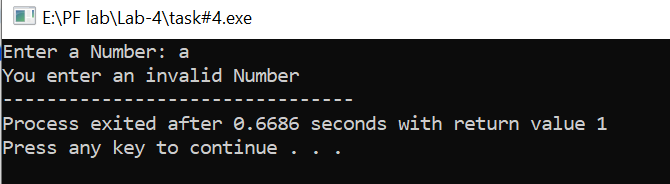 E:\PF lab\Lab-4\task#4.exe
Enter a Number: a
You enter an invalid Number
--------------------------------
Process exited after 0.6686 seconds with return value 1
Press any key to continue . . .